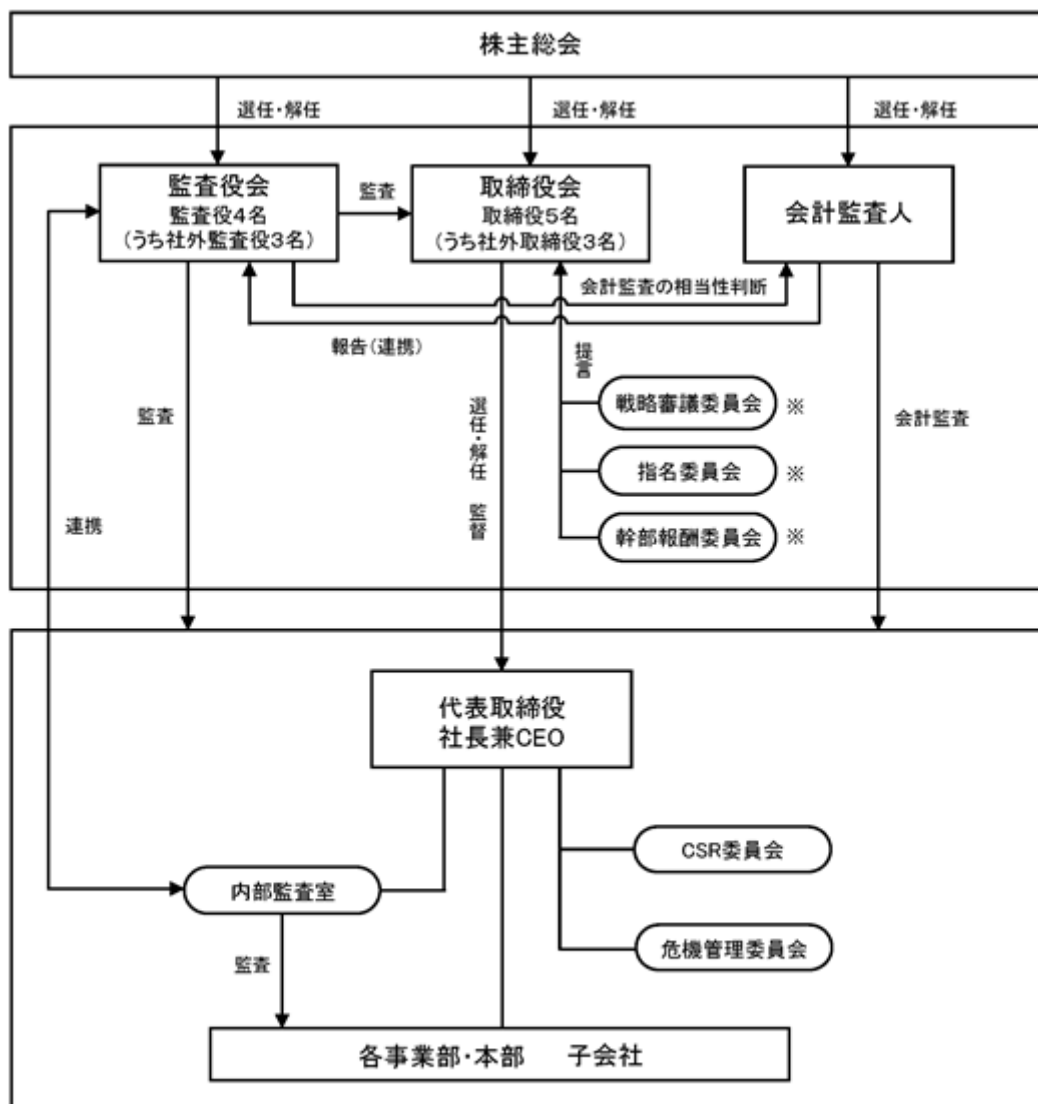 株主総会
選任・解任
選任・解任
選任・解任
監査役会
監査役4名
(うち社外監査役3名)
監査
取締役会
取締役5名
(うち社外取締役3名)
会計監査人
会計監査の相当性判断
報告(連携)
提言
戦略審議委員会 ※
指名委員会 ※
幹部報酬委員会 ※
監査
選任・解任 監督
会計監査
連携
代表取締役
社長兼CEO
CSR委員会
内部監査室
危機管理委員会
監査
各事業部・本部 子会社